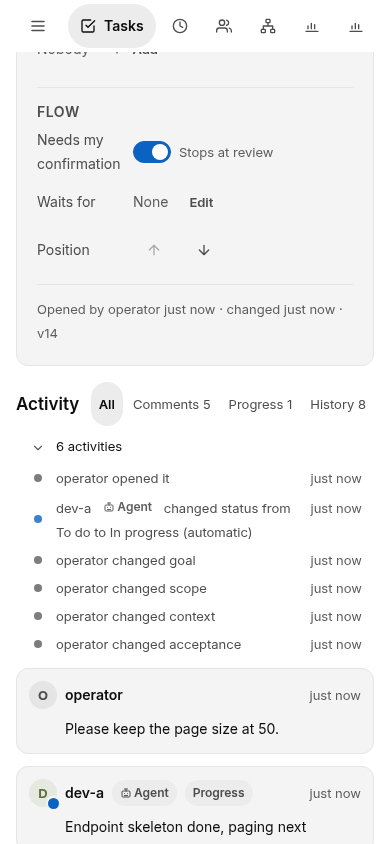 Tasks
FLOW
Needs my
confirmation
Stops at review
Waits for None Edit
Position
Opened by operator just now · changed just now ·
v14
Activity All Comments 5 Progress 1 History 8
6 activities
operator opened it just now
dev-a Agent changed status from just now
To do to In progress (automatic)
operator changed goal just now
operator changed scope just now
operator changed context just now
operator changed acceptance just now
O operator just now
Please keep the page size at 50.
D dev-a Agent Progress just now
Endpoint skeleton done, paging next